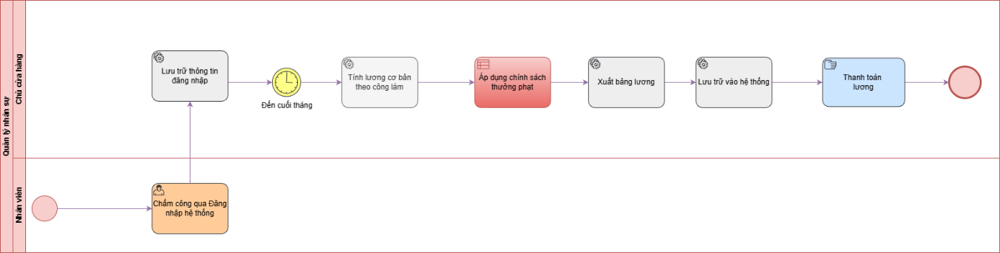 Quản lý nhân sự
Chủ cửa hàng
Lưu trữ thông tin
đăng nhập
Đến cuối tháng
Tính lương cơ bản
theo công làm
Áp dụng chính sách
thưởng phạt
Xuất bảng lương
Lưu trữ vào hệ thống
Thanh toán
lương
Nhân viên
Chấm công qua Đăng
nhập hệ thống